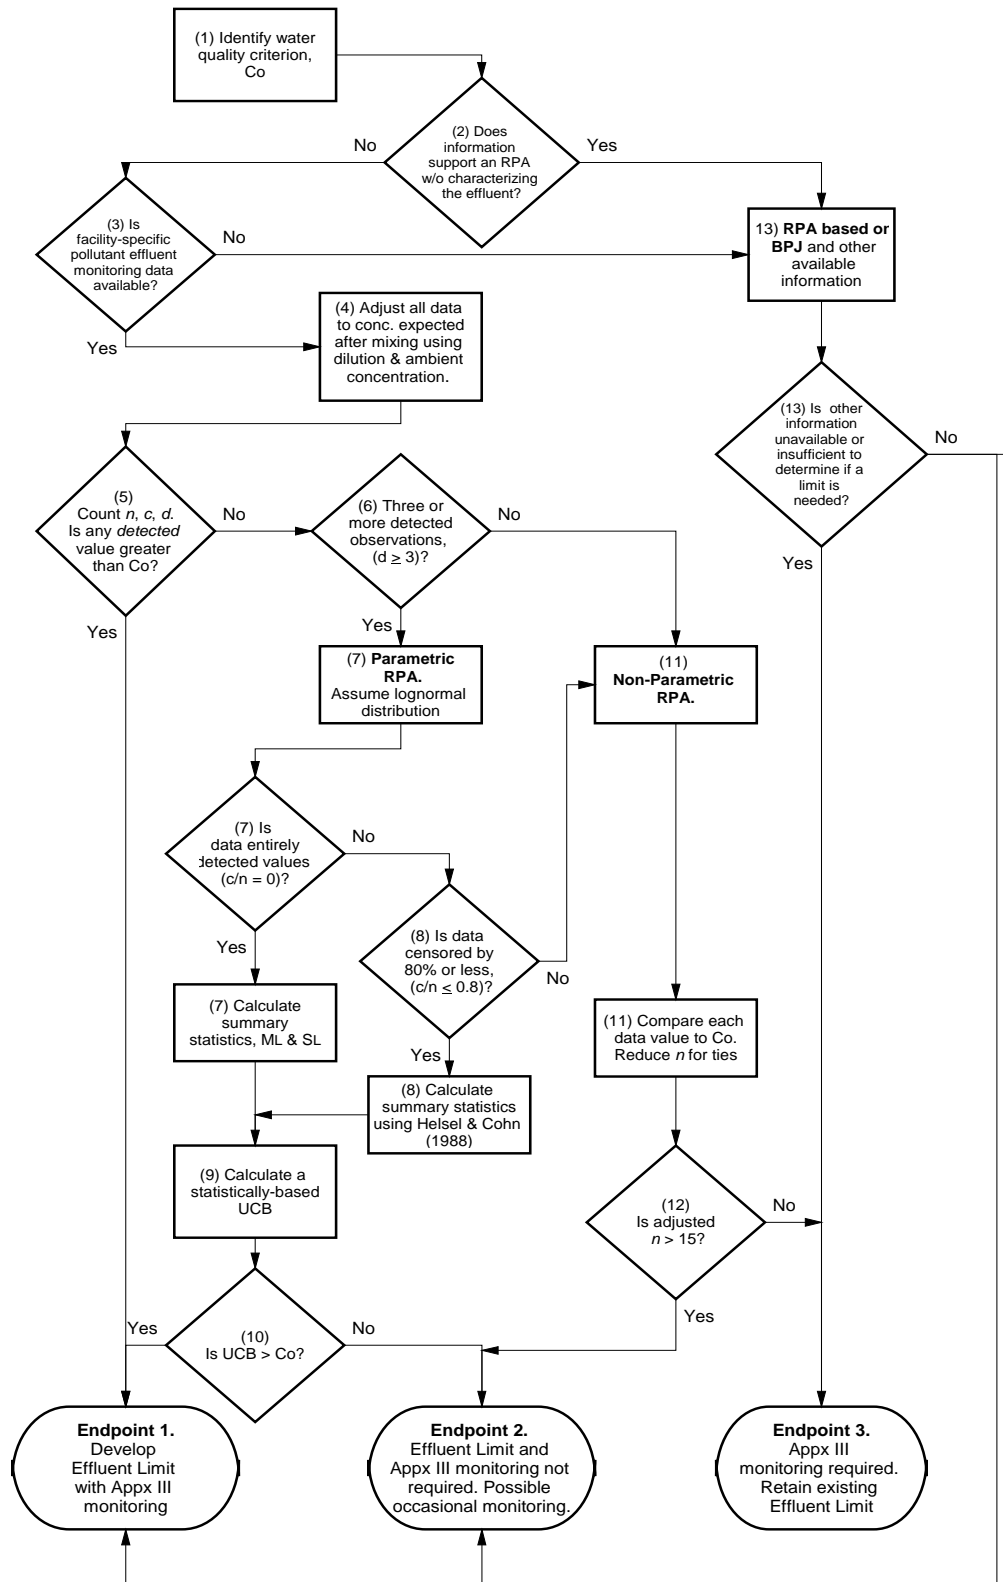 (1) Identify water
quality criterion,
Co
(2) Does
information
support an RPA
w/o characterizing
the effluent?
No
Yes
(3) Is
facility-specific
pollutant effluent
monitoring data
available?
No
Yes
13) RPA based or
BPJ and other
available
information
(4) Adjust all data
to conc. expected
after mixing using
dilution & ambient
concentration.
(13) Is other
information
unavailable or
insufficient to
determine if a
limit is
needed?
No
Yes
(5)
Count n, c, d.
Is any detected
value greater
than Co?
No
Yes
(6) Three or
more detected
observations,
(d ≥ 3)?
No
Yes
(7) Parametric
RPA.
Assume lognormal
distribution
(11)
Non-Parametric
RPA.
(7) Is
data entirely
detected values
(c/n = 0)?
No
Yes
(8) Is data
censored by
80% or less,
(c/n ≤ 0.8)?
No
Yes
(7) Calculate
summary
statistics, ML & SL
(11) Compare each
data value to Co.
Reduce n for ties
(8) Calculate
summary statistics
using Helsel & Cohn
(1988)
(9) Calculate a
statistically-based
UCB
(12)
Is adjusted
n > 15?
No
Yes
(10)
Is UCB > Co?
Yes
No
Endpoint 1.
Develop
Effluent Limit
with Appx III
monitoring
Endpoint 2.
Effluent Limit and
Appx III monitoring not
required. Possible
occasional monitoring.
Endpoint 3.
Appx III
monitoring required.
Retain existing
Effluent Limit